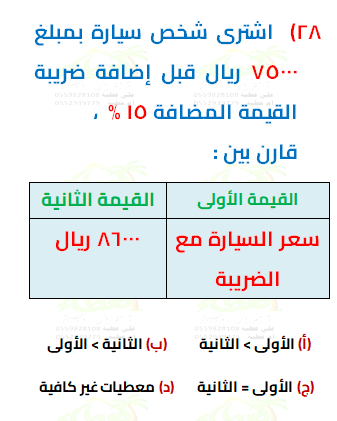 ٢٨) اشترى شخص سيارة بمبلغ
٧٥٠٠٠ ريال قبل إضافة ضريبة
القيمة المضافة ١٥ % ،
قارن بين :
القيمة الأولى القيمة الثانية
سعر السيارة مع ٨٦٠٠٠ ريال
الضريبة
(أ) الأولى > الثانية (ب) الثانية > الأولى
(ج) الأولى = الثانية (د) معطيات غير كافية